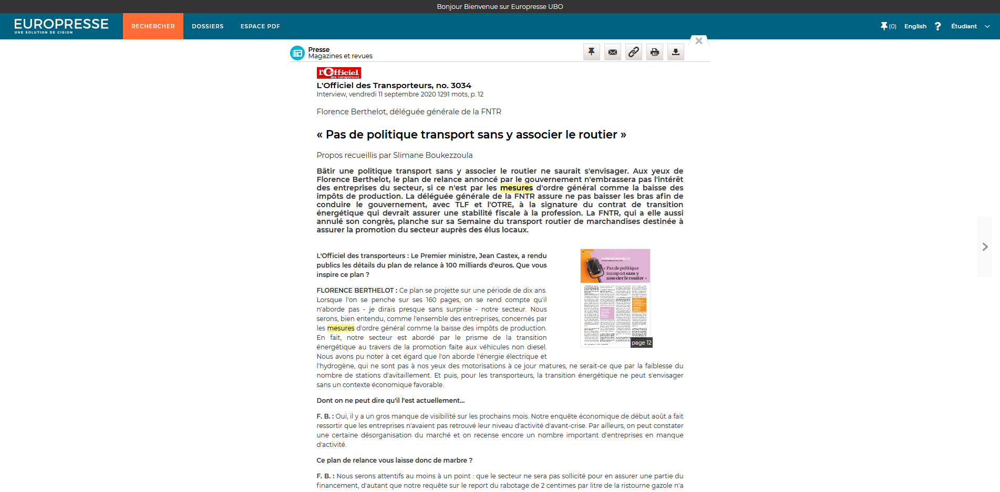 Bonjour Bienvenue sur Europresse UBO
EUROPRESSE
UNE SOLUTION DE CISION
RECHERCHER
DOSSIERS
ESPACE PDF
(0)
English
?
Étudiant
Presse
Magazines et revues
l'Officiel
des transporteurs
L'Officiel des Transporteurs, no. 3034
Interview, vendredi 11 septembre 2020 1291 mots, p. 12
Florence Berthelot, déléguée générale de la FNTR
« Pas de politique transport sans y associer le routier »
Propos recueillis par Slimane Boukezzoula
Bâtir une politique transport sans y associer le routier ne saurait s'envisager. Aux yeux de
Florence Berthelot, le plan de relance annoncé par le gouvernement n'embrassera pas l'intérêt
des entreprises du secteur, si ce n'est par les mesures d'ordre général comme la baisse des
impôts de production. La déléguée générale de la FNTR assure ne pas baisser les bras afin de
conduire le gouvernement, avec TLF et l'OTRE, à la signature du contrat de transition
énergétique qui devrait assurer une stabilité fiscale à la profession. La FNTR, qui a elle aussi
annulé son congrès, planche sur sa Semaine du transport routier de marchandises destinée à
assurer la promotion du secteur auprès des élus locaux.
L'Officiel des transporteurs : Le Premier ministre, Jean Castex, a rendu
publics les détails du plan de relance à 100 milliards d'euros. Que vous
inspire ce plan ?
FLORENCE BERTHELOT : Ce plan se projette sur une période de dix ans.
Lorsque l'on se penche sur ses 160 pages, on se rend compte qu'il
n'aborde pas - je dirais presque sans surprise - notre secteur. Nous
serons, bien entendu, comme l'ensemble des entreprises, concernés par
les mesures d'ordre général comme la baisse des impôts de production.
En fait, notre secteur est abordé par le prisme de la transition
énergétique au travers de la promotion faite aux véhicules non diesel.
Nous avons pu noter à cet égard que l'on aborde l'énergie électrique et
l'hydrogène, qui ne sont pas à nos yeux des motorisations à ce jour matures, ne serait-ce que par la faiblesse du
nombre de stations d'avitaillement. Et puis, pour les transporteurs, la transition énergétique ne peut s'envisager
sans un contexte économique favorable.
FLORENCE BERTHELOT,
« Pas de politique
transport sans y
associer le routier »
page 12
Dont on ne peut dire qu'il l'est actuellement...
F. B. : Oui, il y a un gros manque de visibilité sur les prochains mois. Notre enquête économique de début août a fait
ressortir que les entreprises n'avaient pas retrouvé leur niveau d'activité d'avant-crise. Par ailleurs, on peut constater
une certaine désorganisation du marché et on recense encore un nombre important d'entreprises en manque
d'activité.
Ce plan de relance vous laisse donc de marbre ?
F. B. : Nous serons attentifs au moins à un point : que le secteur ne sera pas sollicité pour en assurer une partie du
financement, d'autant que notre requête sur le report du rabotage de 2 centimes par litre de la ristourne gazole n'a